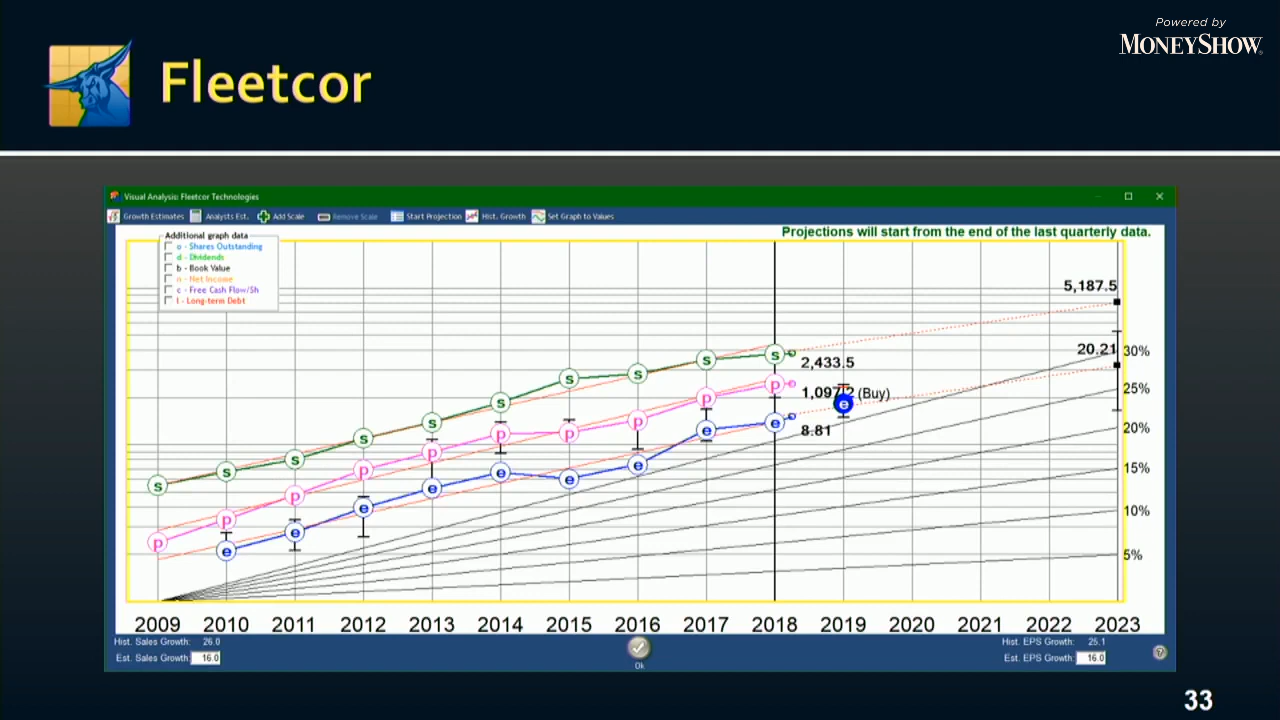 Powered by
MONEYSHOW
Fleetcor
Visual Analysis: Fleetcor Technologies
Growth Estimates Analysts Est. Add Scale Remove Scale Start Projection Hist. Growth Set Graph to Values
Projections will start from the end of the last quarterly data.
Additional graph data
o - Shares Outstanding
d - Dividends
b - Book Value
n - Net Income
c - Free Cash Flow/Sh
l - Long-term Debt
5,187.5
20.21
30%
2,433.5
25%
(Buy)
8.81
20%
15%
10%
5%
s s s s s s s s s s
p p p p p p p p p p
e e e e e e e e e e
2009 2010 2011 2012 2013 2014 2015 2016 2017 2018 2019 2020 2021 2022 2023
Hist. Sales Growth: 26.0
Est. Sales Growth: 16.0
Ok
Hist. EPS Growth: 25.1
Est. EPS Growth: 16.0
?
33